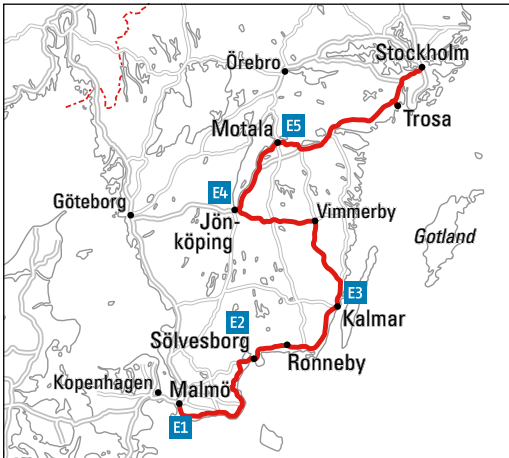 Stockholm
Örebro
Trosa
E5
Motala
E4
Göteborg
Jön-
köping
Vimmerby
Gotland
E3
Kalmar
E2
Sölvesborg
Ronneby
Kopenhagen
Malmö
E1